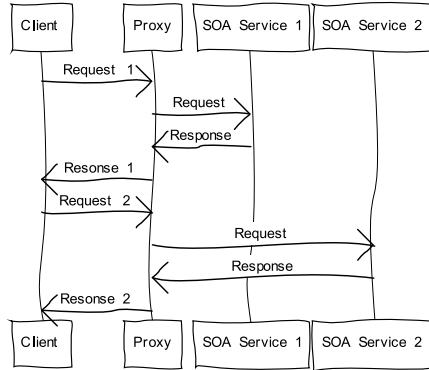 Client Proxy SOA Service 1 SOA Service 2
Request 1
Request
Response
Resonse 1
Request 2
Request
Response
Resonse 2
Client Proxy SOA Service 1 SOA Service 2